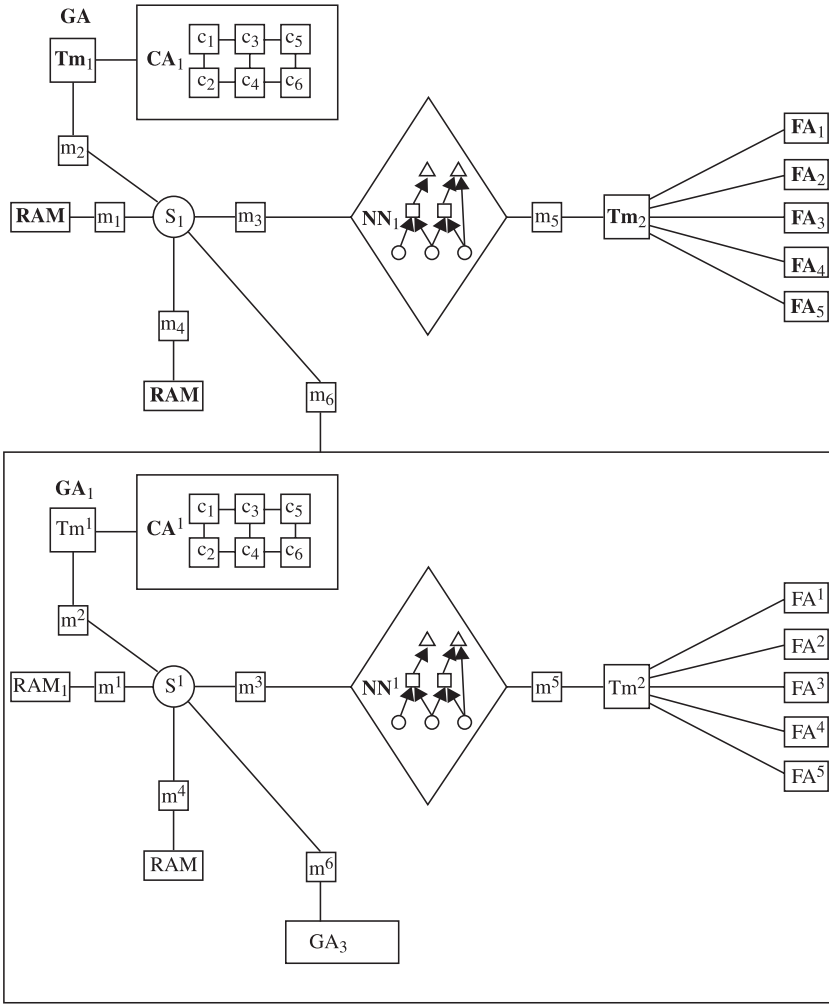 GA
Tm₁ CA₁ c₁ c₃ c₅
c₂ c₄ c₆
m₂
FA₁
FA₂
RAM m₁ S₁ m₃ NN₁ m₅ Tm₂ FA₃
FA₄
FA₅
m₄
RAM m₆
GA₁
Tm¹ CA¹ c₁ c₃ c₅
c₂ c₄ c₆
m²
FA¹
FA²
RAM₁ m¹ S¹ m³ NN¹ m⁵ Tm² FA³
FA⁴
FA⁵
m⁴
RAM m⁶
GA₃